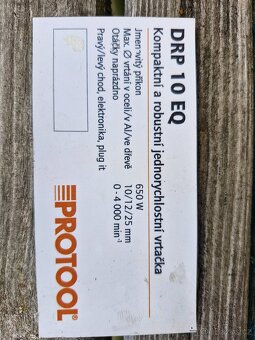 DRP 10 EQ
Kompaktní a robustní jednorychlostní vrtačka
Jmenovitý příkon 650 W
Max. Ø vrtání v oceli/v Al/ve dřevě 10/12/25 mm
Otáčky naprázdno 0-4 000 min⁻¹
Pravý/levý chod, elektronika, plug it
PROTOOL®